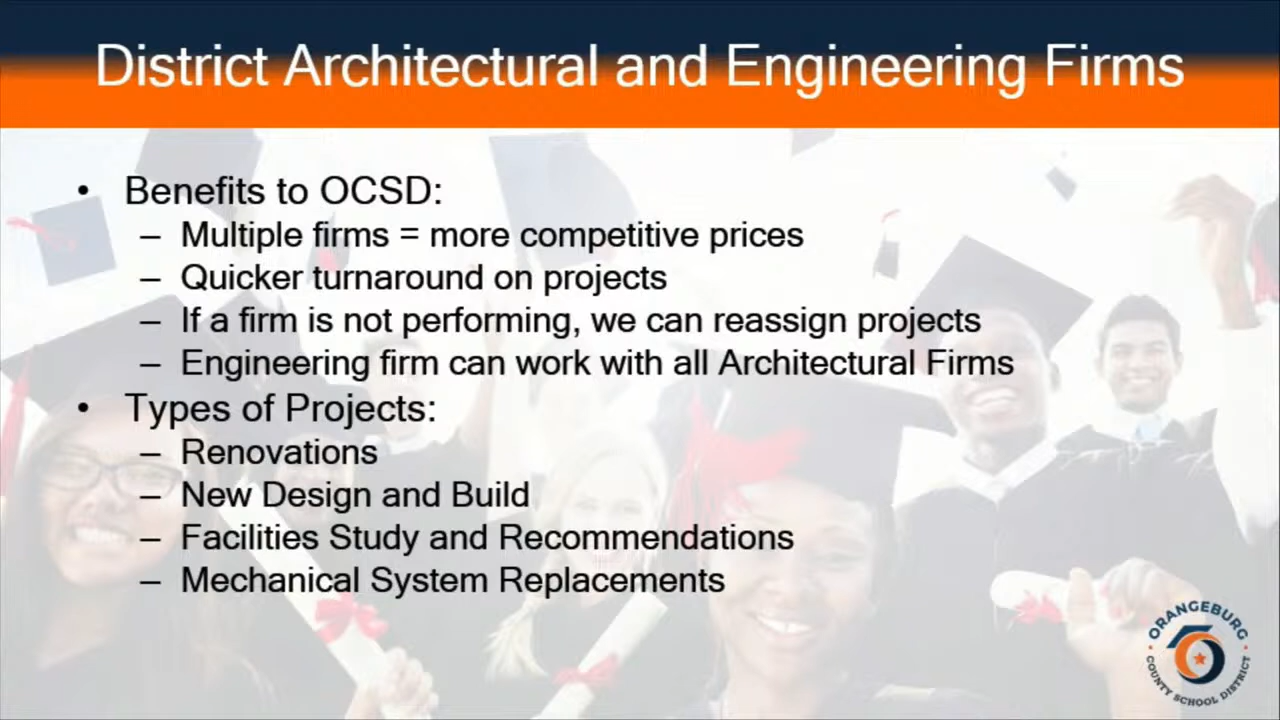 District Architectural and Engineering Firms
• Benefits to OCSD:
– Multiple firms = more competitive prices
– Quicker turnaround on projects
– If a firm is not performing, we can reassign projects
– Engineering firm can work with all Architectural Firms
• Types of Projects:
– Renovations
– New Design and Build
– Facilities Study and Recommendations
– Mechanical System Replacements
ORANGEBURG
COUNTY SCHOOL DISTRICT